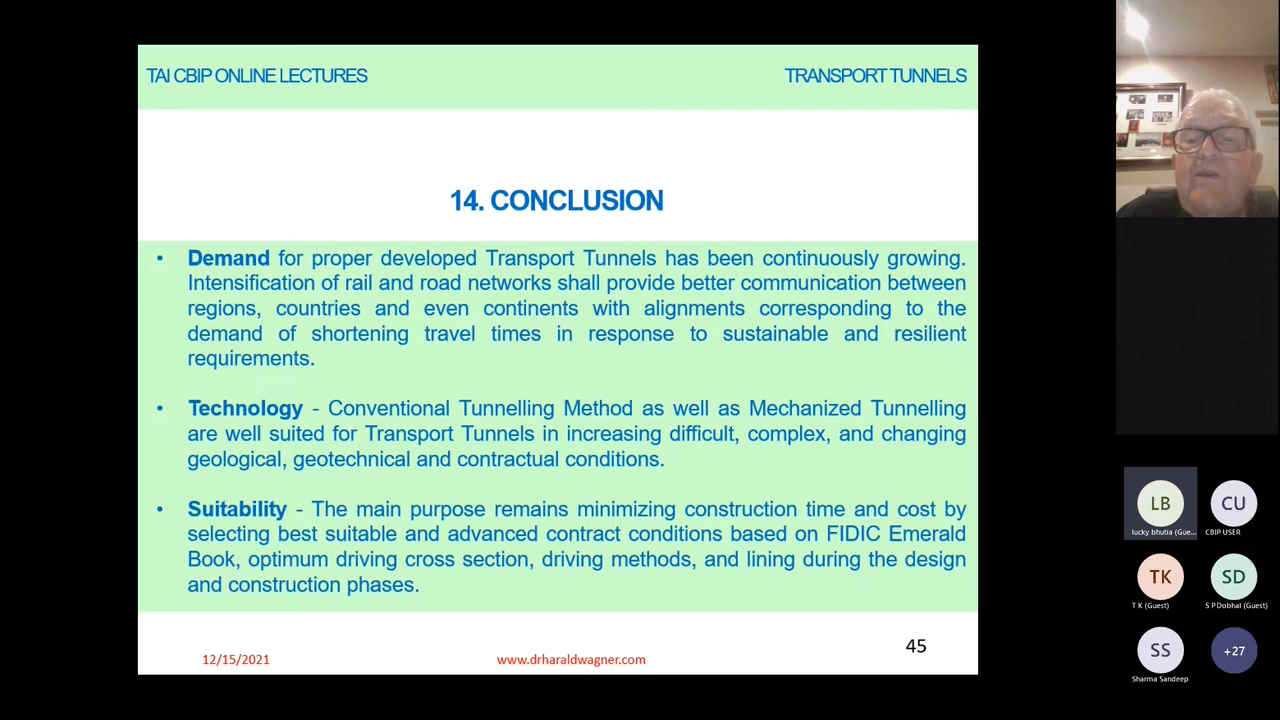 TAI CBIP ONLINE LECTURES
TRANSPORT TUNNELS
14. CONCLUSION
• Demand for proper developed Transport Tunnels has been continuously growing.
Intensification of rail and road networks shall provide better communication between
regions, countries and even continents with alignments corresponding to the
demand of shortening travel times in response to sustainable and resilient
requirements.
• Technology - Conventional Tunnelling Method as well as Mechanized Tunnelling
are well suited for Transport Tunnels in increasing difficult, complex, and changing
geological, geotechnical and contractual conditions.
• Suitability - The main purpose remains minimizing construction time and cost by
selecting best suitable and advanced contract conditions based on FIDIC Emerald
Book, optimum driving cross section, driving methods, and lining during the design
and construction phases.
12/15/2021
www.drharaldwagner.com
45
LB
CU
lucky bhutia (Gue...
CBIP USER
TK
SD
T K (Guest)
S P Dobhal (Guest)
SS
+27
Sharma Sandeep